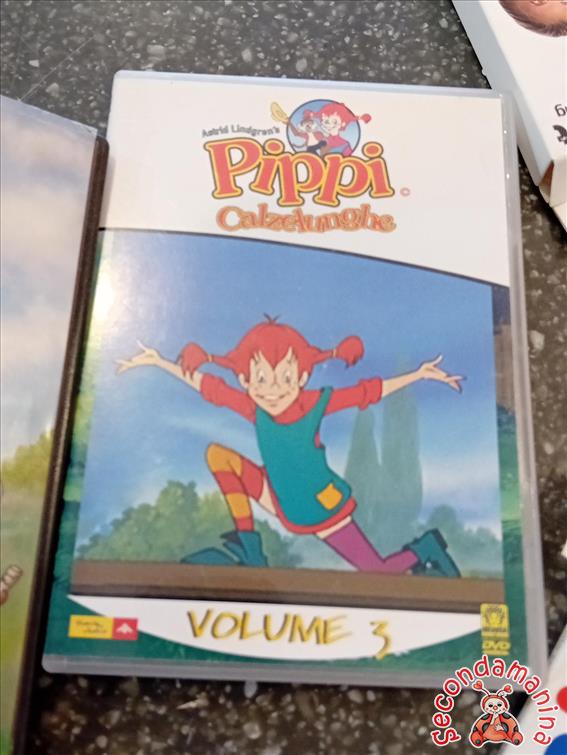 Astrid Lindgren's
Pippi
©
Calzelunghe
VOLUME 3
DVD
Secondamanina